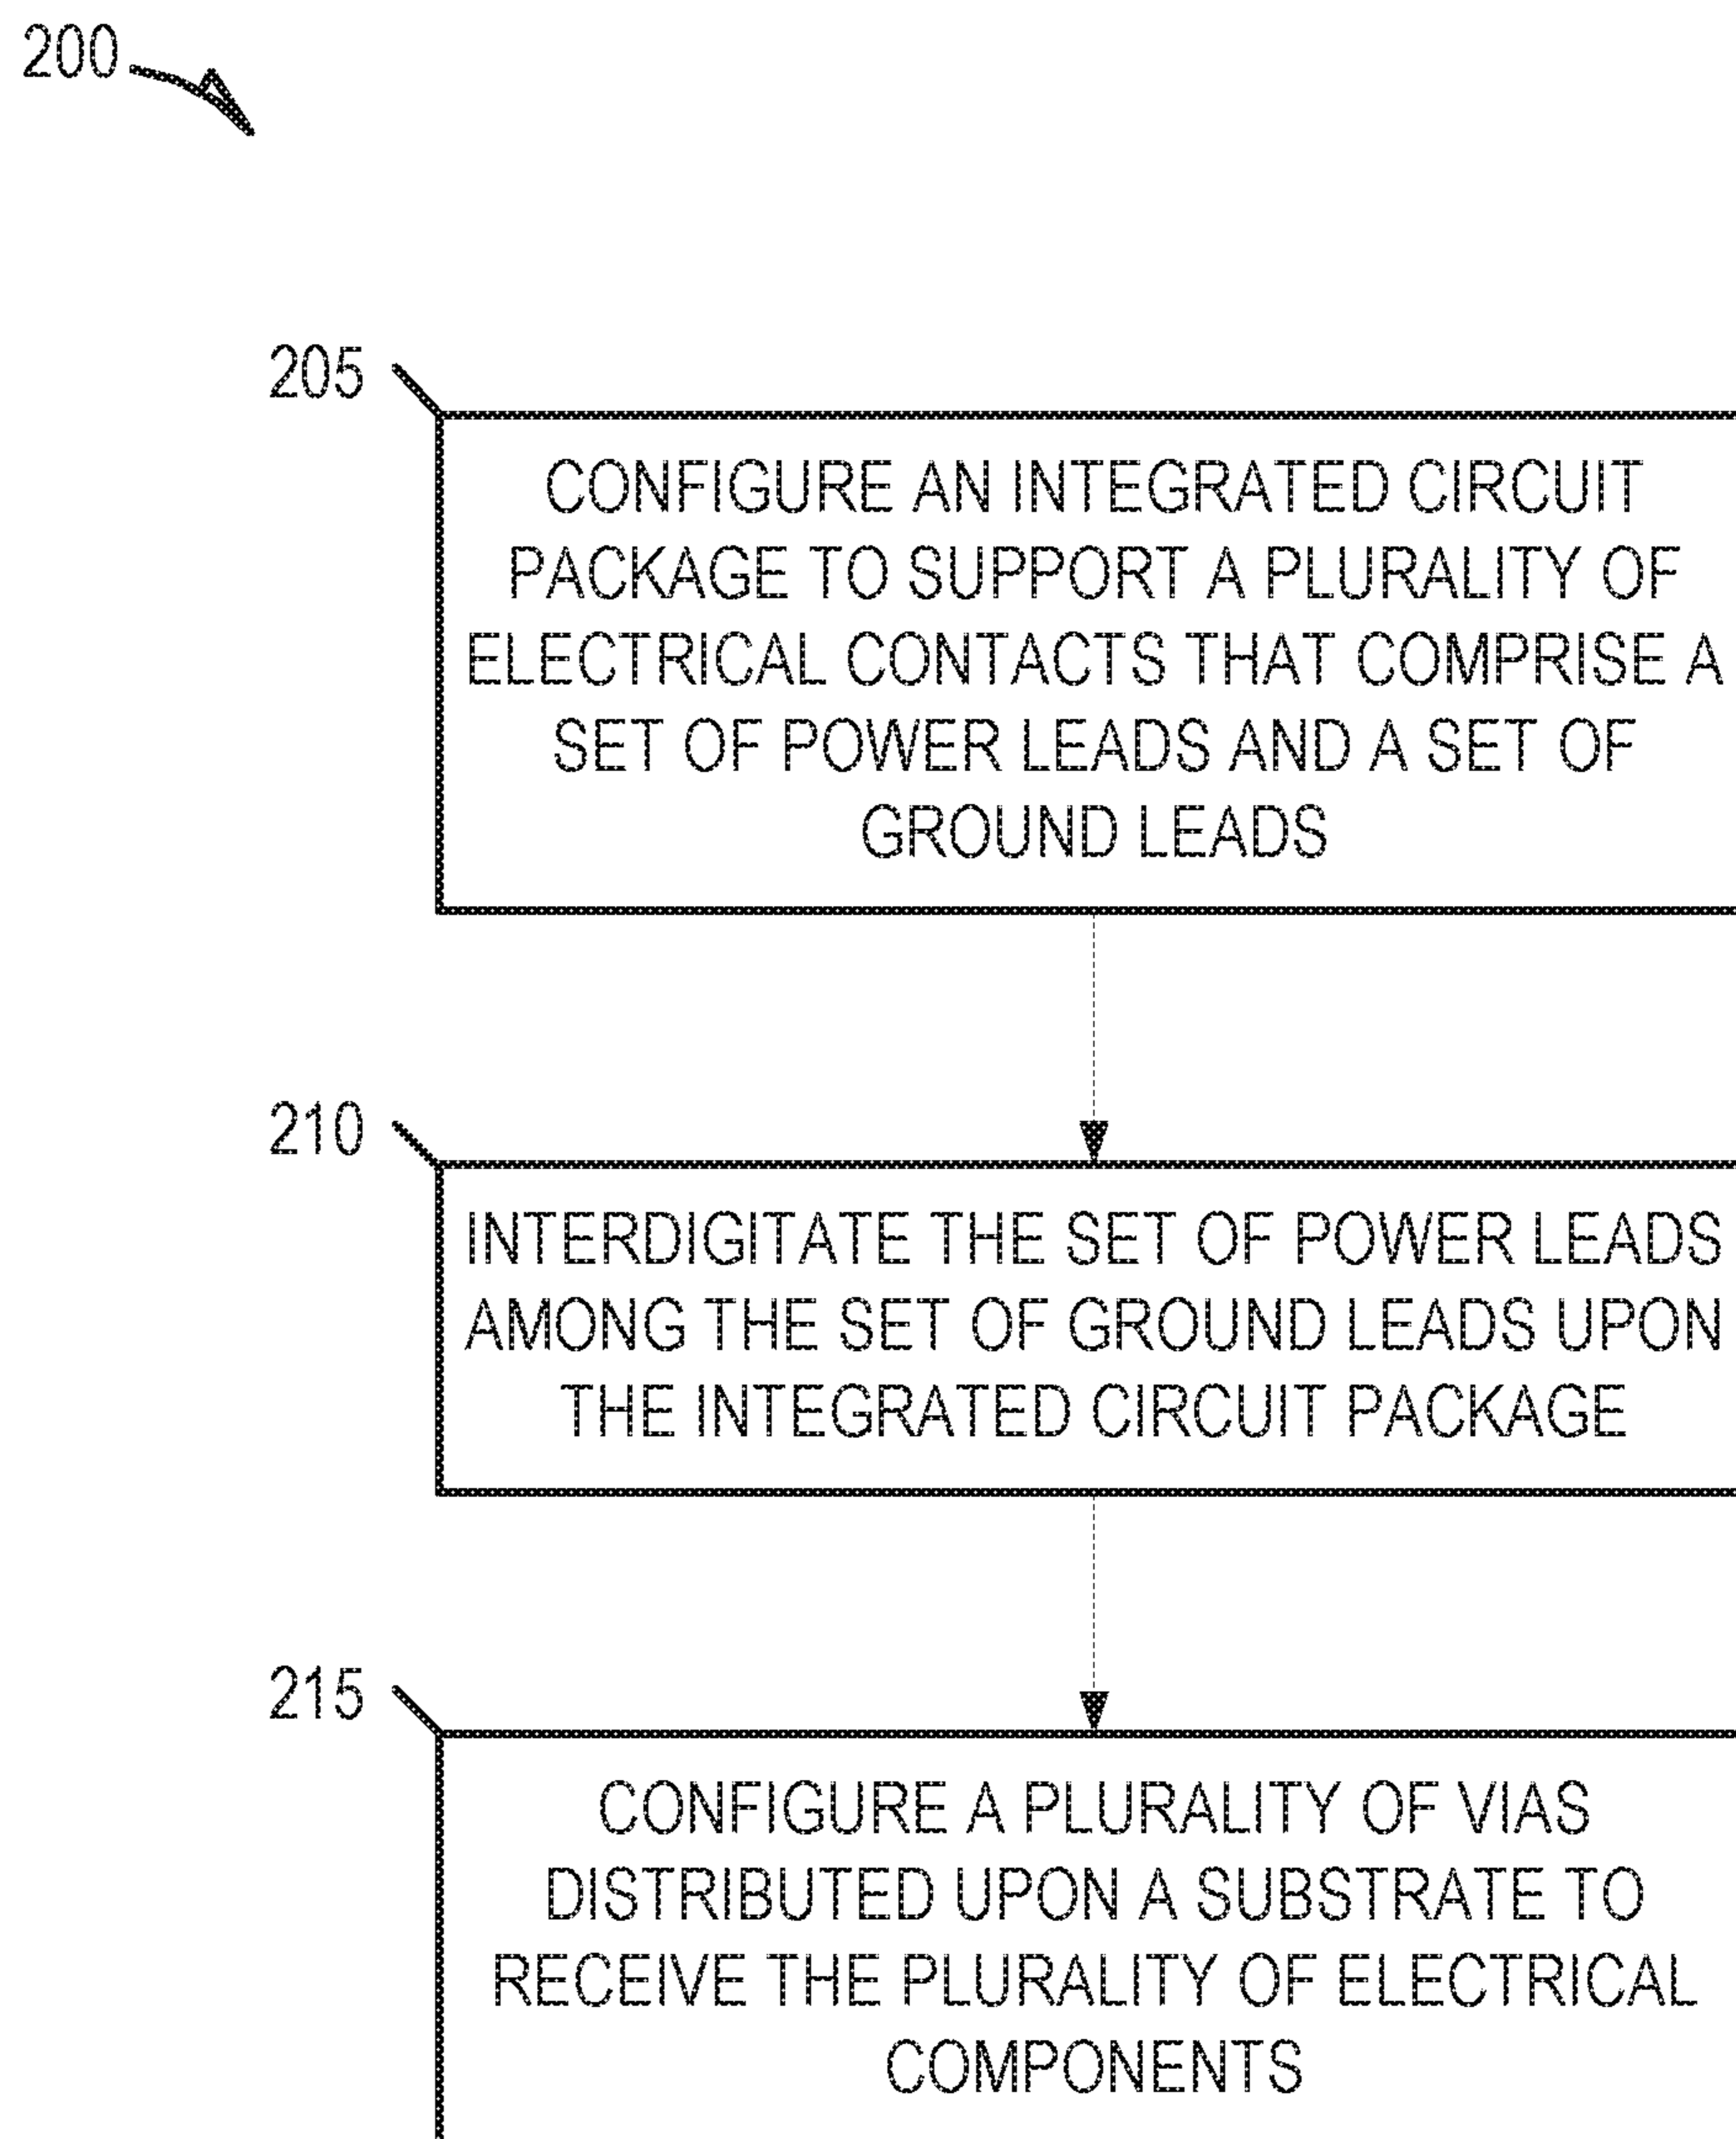 200
205
CONFIGURE AN INTEGRATED CIRCUIT
PACKAGE TO SUPPORT A PLURALITY OF
ELECTRICAL CONTACTS THAT COMPRISE A
SET OF POWER LEADS AND A SET OF
GROUND LEADS
210
INTERDIGITATE THE SET OF POWER LEADS
AMONG THE SET OF GROUND LEADS UPON
THE INTEGRATED CIRCUIT PACKAGE
215
CONFIGURE A PLURALITY OF VIAS
DISTRIBUTED UPON A SUBSTRATE TO
RECEIVE THE PLURALITY OF ELECTRICAL
COMPONENTS